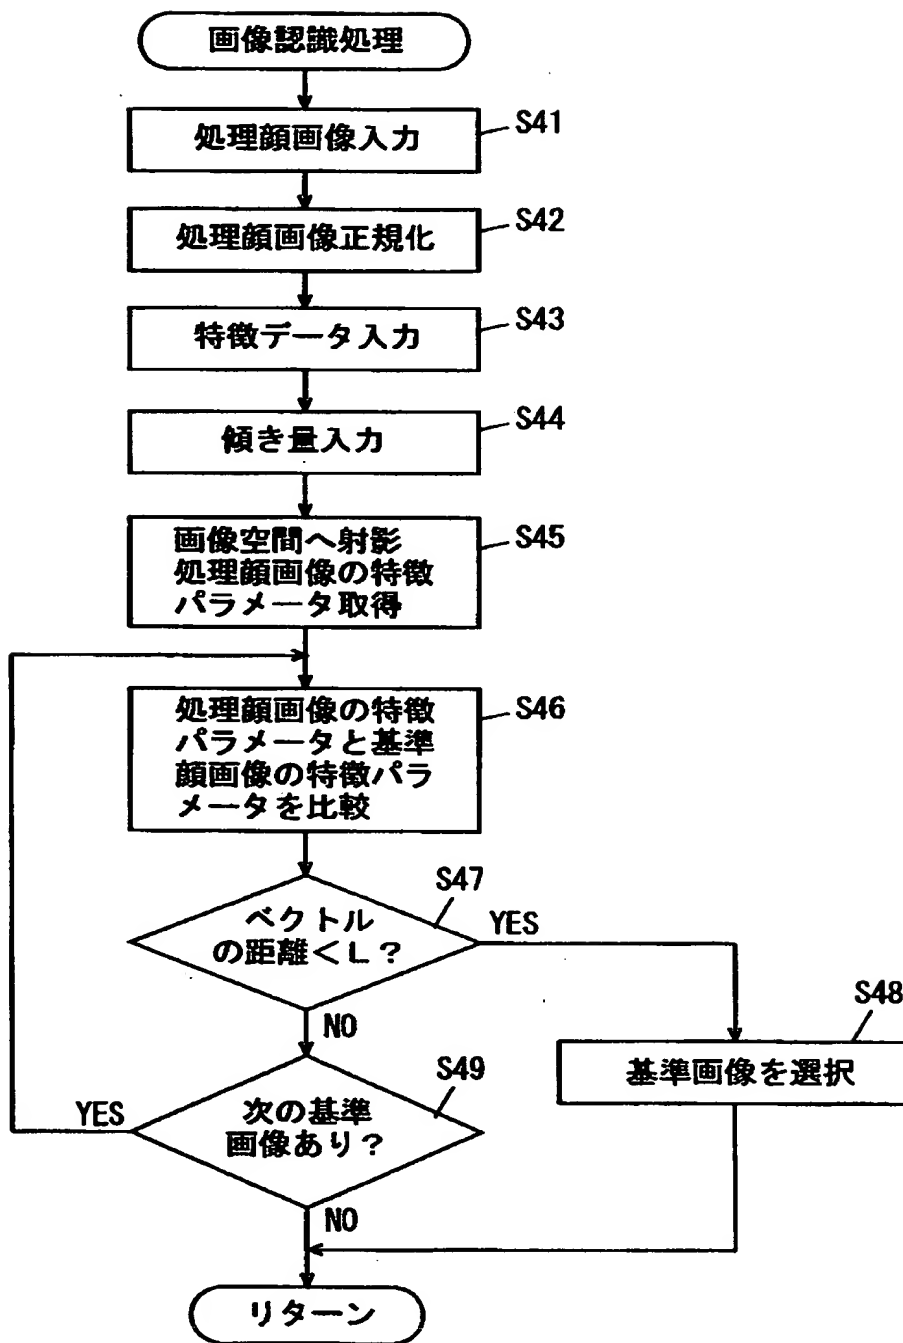 画像認識処理
処理顔画像入力
S41
処理顔画像正規化
S42
特徴データ入力
S43
傾き量入力
S44
画像空間へ射影
処理顔画像の特徴
パラメータ取得
S45
処理顔画像の特徴
パラメータと基準
顔画像の特徴パラ
メータを比較
S46
S47
ベクトル
の距離<L?
YES
NO
S48
基準画像を選択
S49
次の基準
画像あり?
YES
NO
リターン